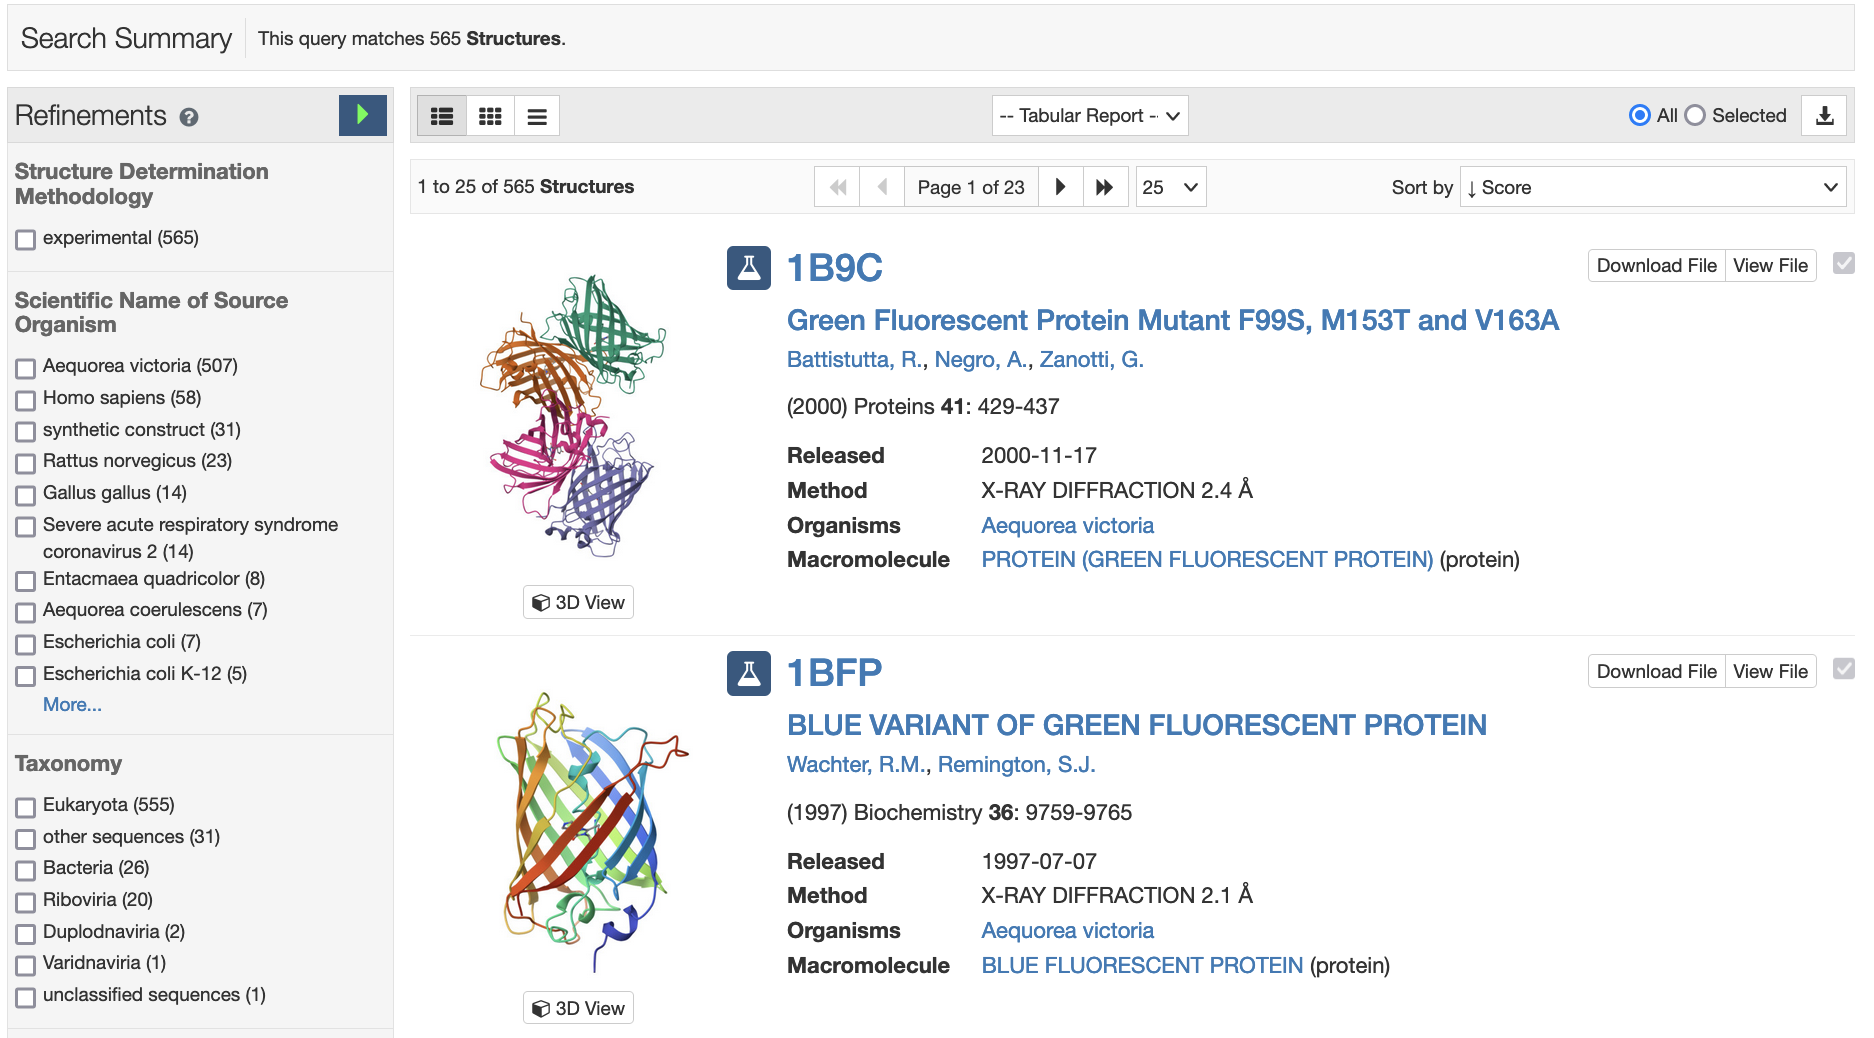 Search Summary
This query matches 565 Structures.
Refinements ?
Structure Determination
Methodology
experimental (565)
Scientific Name of Source
Organism
Aequorea victoria (507)
Homo sapiens (58)
synthetic construct (31)
Rattus norvegicus (23)
Gallus gallus (14)
Severe acute respiratory syndrome
coronavirus 2 (14)
Entacmaea quadricolor (8)
Aequorea coerulescens (7)
Escherichia coli (7)
Escherichia coli K-12 (5)
More...
Taxonomy
Eukaryota (555)
other sequences (31)
Bacteria (26)
Riboviria (20)
Duplodnaviria (2)
Varidnaviria (1)
unclassified sequences (1)
-- Tabular Report --
All
Selected
1 to 25 of 565 Structures
Page 1 of 23
25
Sort by
↓ Score
1B9C
Download File
View File
Green Fluorescent Protein Mutant F99S, M153T and V163A
Battistutta, R., Negro, A., Zanotti, G.
(2000) Proteins 41: 429-437
Released 2000-11-17
Method X-RAY DIFFRACTION 2.4 Å
Organisms Aequorea victoria
Macromolecule PROTEIN (GREEN FLUORESCENT PROTEIN) (protein)
3D View
1BFP
Download File
View File
BLUE VARIANT OF GREEN FLUORESCENT PROTEIN
Wachter, R.M., Remington, S.J.
(1997) Biochemistry 36: 9759-9765
Released 1997-07-07
Method X-RAY DIFFRACTION 2.1 Å
Organisms Aequorea victoria
Macromolecule BLUE FLUORESCENT PROTEIN (protein)
3D View